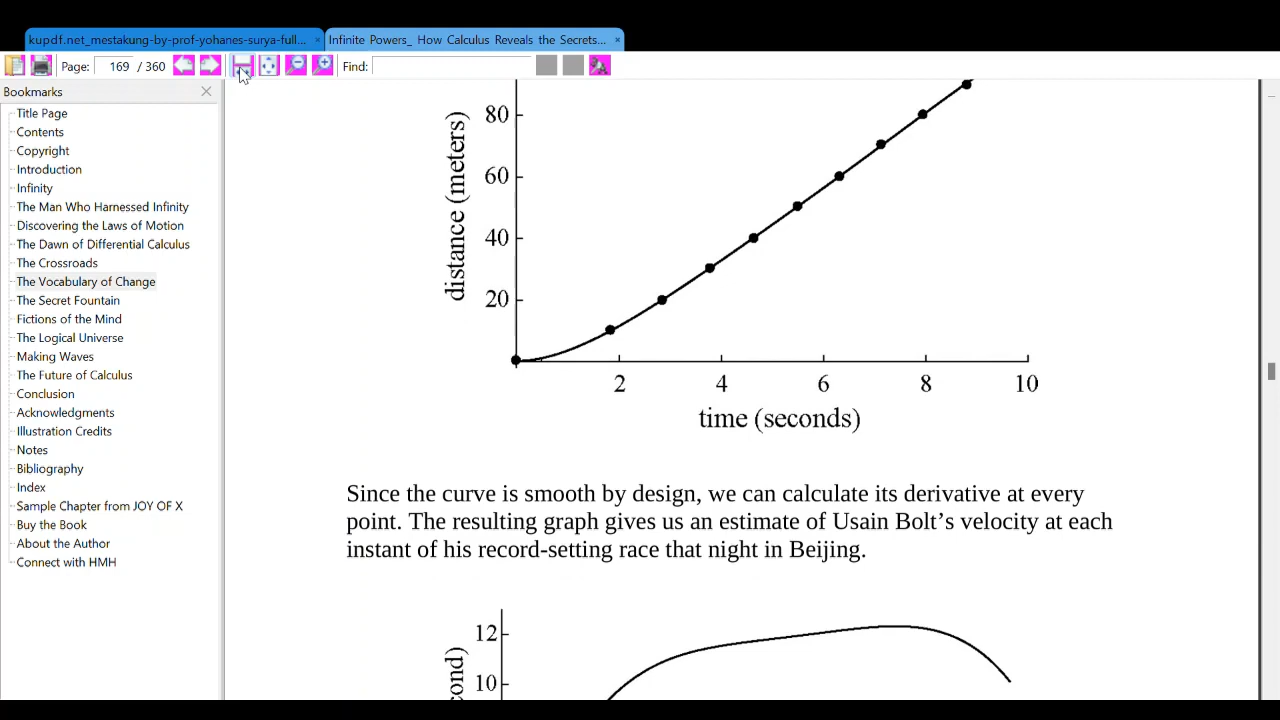 kupdf.net_mestakung-by-prof-yohanes-surya-full...
Infinite Powers_ How Calculus Reveals the Secrets...
Page: 169 / 360
Find:
Bookmarks
Title Page
Contents
Copyright
Introduction
Infinity
The Man Who Harnessed Infinity
Discovering the Laws of Motion
The Dawn of Differential Calculus
The Crossroads
The Vocabulary of Change
The Secret Fountain
Fictions of the Mind
The Logical Universe
Making Waves
The Future of Calculus
Conclusion
Acknowledgments
Illustration Credits
Notes
Bibliography
Index
Sample Chapter from JOY OF X
Buy the Book
About the Author
Connect with HMH
distance (meters)
80
60
40
20
2 4 6 8 10
time (seconds)
Since the curve is smooth by design, we can calculate its derivative at every
point. The resulting graph gives us an estimate of Usain Bolt’s velocity at each
instant of his record-setting race that night in Beijing.
12
10
cond)